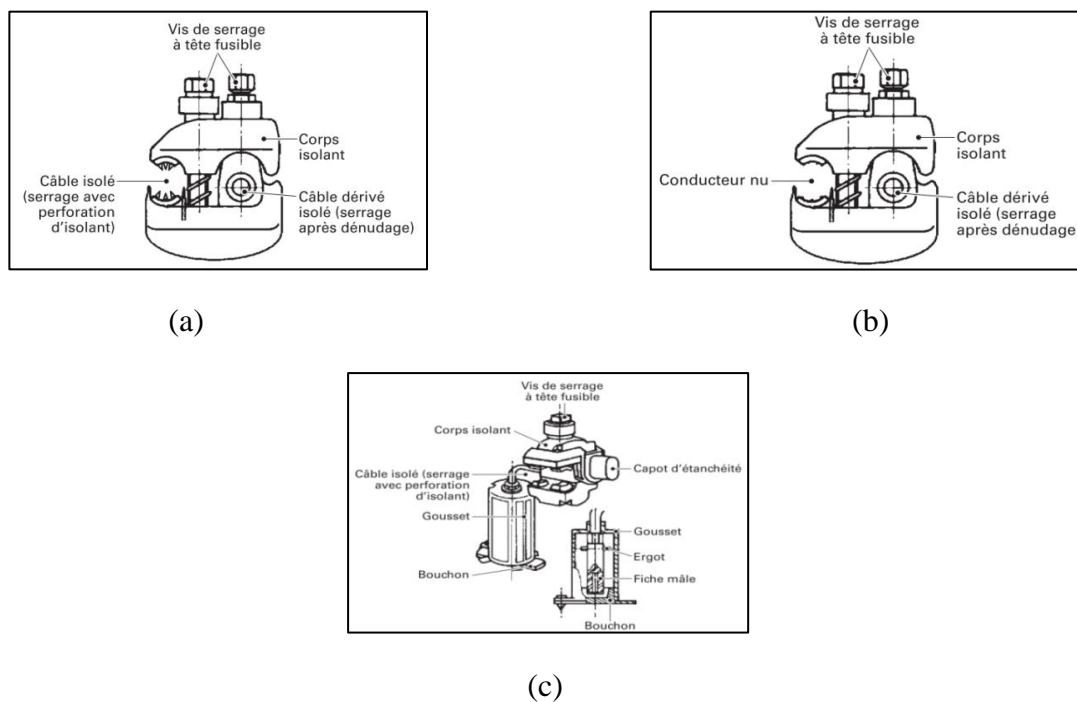 Vis de serrage
à tête fusible
Corps
isolant
Câble isolé
(serrage avec
perforation
d'isolant)
Câble dérivé
isolé (serrage
après dénudage)
(a)
Vis de serrage
à tête fusible
Corps
isolant
Conducteur nu
Câble dérivé
isolé (serrage
après dénudage
(b)
Vis de serrage
à tête fusible
Corps isolant
Câble isolé (serrage
avec perforation
d'isolant)
Capot d'étanchéité
Gousset
Bouchon
Gousset
Ergot
Fiche mâle
Bouchon
(c)